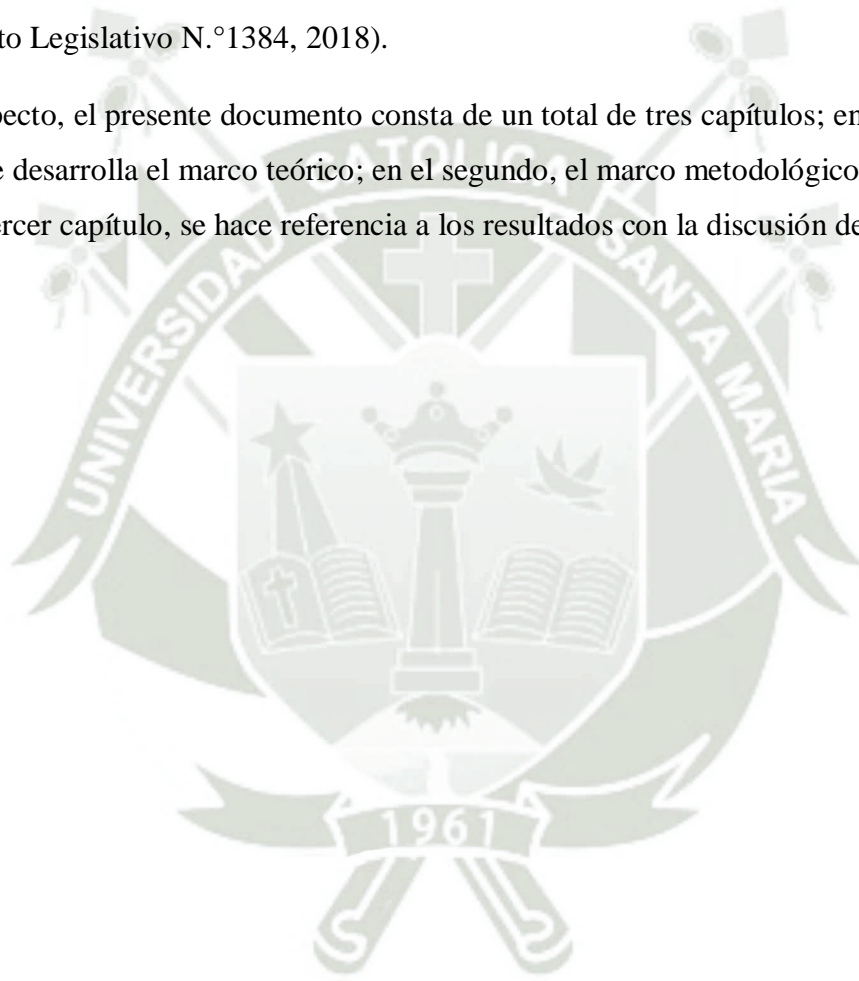 to Legislativo N.°1384, 2018).
pecto, el presente documento consta de un total de tres capítulos; en
e desarrolla el marco teórico; en el segundo, el marco metodológico
ercer capítulo, se hace referencia a los resultados con la discusión de
UNIVERSIDAD CATOLICA SANTA MARIA
1961